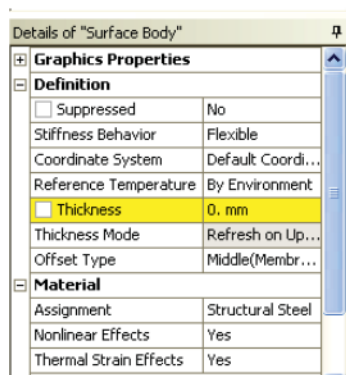 Details of "Surface Body"
Graphics Properties
Definition
Suppressed No
Stiffness Behavior Flexible
Coordinate System Default Coordi...
Reference Temperature By Environment
Thickness 0. mm
Thickness Mode Refresh on Up...
Offset Type Middle(Membr...
Material
Assignment Structural Steel
Nonlinear Effects Yes
Thermal Strain Effects Yes